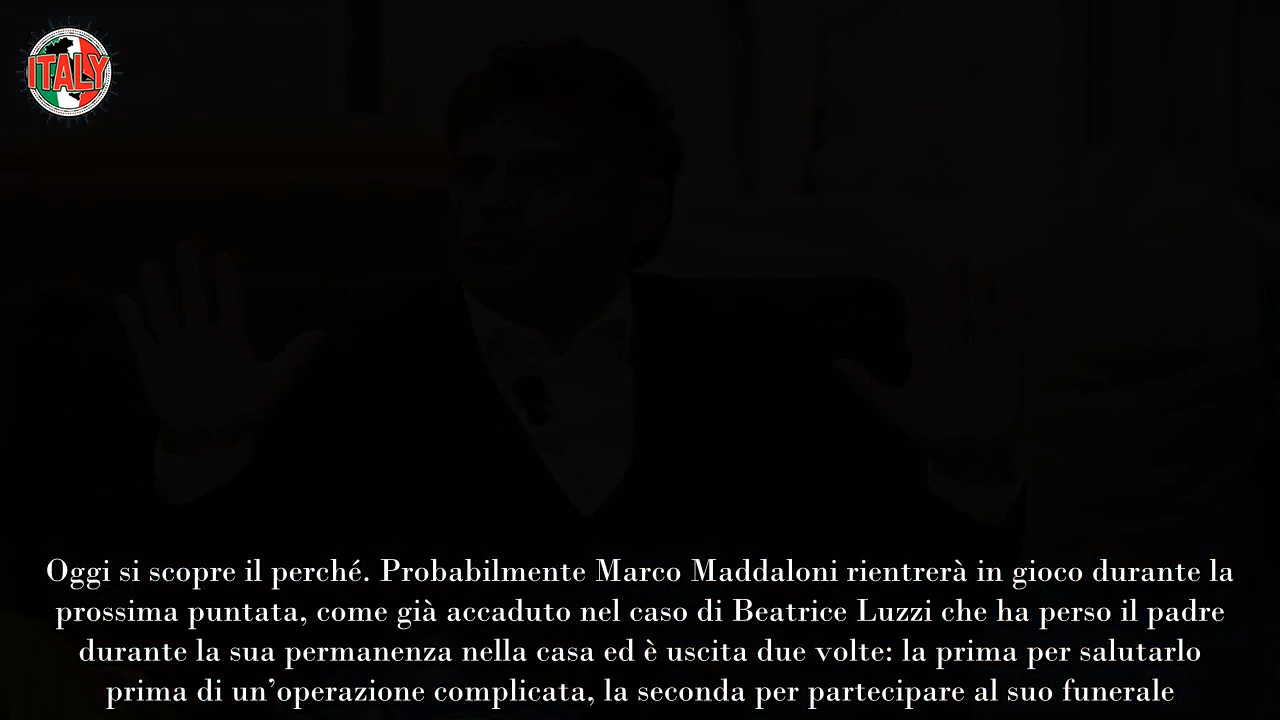 ITALY
Oggi si scopre il perché. Probabilmente Marco Maddaloni rientrerà in gioco durante la
prossima puntata, come già accaduto nel caso di Beatrice Luzzi che ha perso il padre
durante la sua permanenza nella casa ed è uscita due volte: la prima per salutarlo
prima di un’operazione complicata, la seconda per partecipare al suo funerale